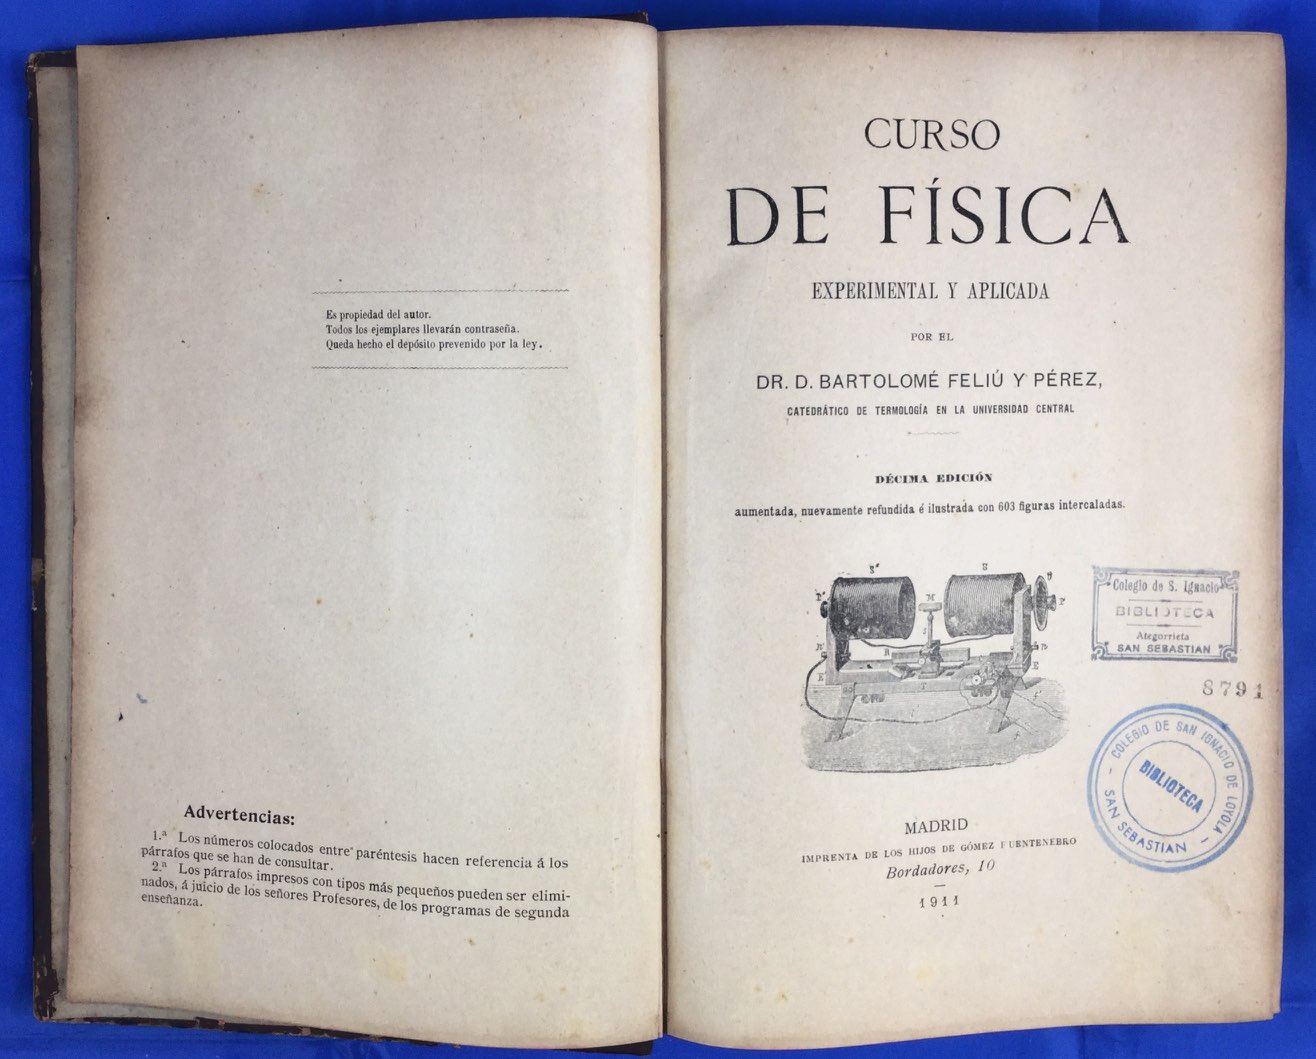 Es propiedad del autor.
Todos los ejemplares llevarán contraseña.
Queda hecho el depósito prevenido por la ley.
Advertencias:
1.ª Los números colocados entre paréntesis hacen referencia á los
párrafos que se han de consultar.
2.ª Los párrafos impresos con tipos más pequeños pueden ser elimi-
nados, á juicio de los señores Profesores, de los programas de segunda
enseñanza.
CURSO
DE FÍSICA
EXPERIMENTAL Y APLICADA
POR EL
DR. D. BARTOLOMÉ FELIÚ Y PÉREZ,
CATEDRÁTICO DE TERMOLOGÍA EN LA UNIVERSIDAD CENTRAL
DÉCIMA EDICIÓN
aumentada, nuevamente refundida é ilustrada con 603 figuras intercaladas.
S' S
M
R
E T E
Colegio de S. Ignacio
BIBLIOTECA
Ategorrieta
SAN SEBASTIAN
8791
COLEGIO DE SAN IGNACIO DE LOYOLA
BIBLIOTECA
SAN SEBASTIAN
MADRID
IMPRENTA DE LOS HIJOS DE GÓMEZ FUENTENEBRO
Bordadores, 10
1911